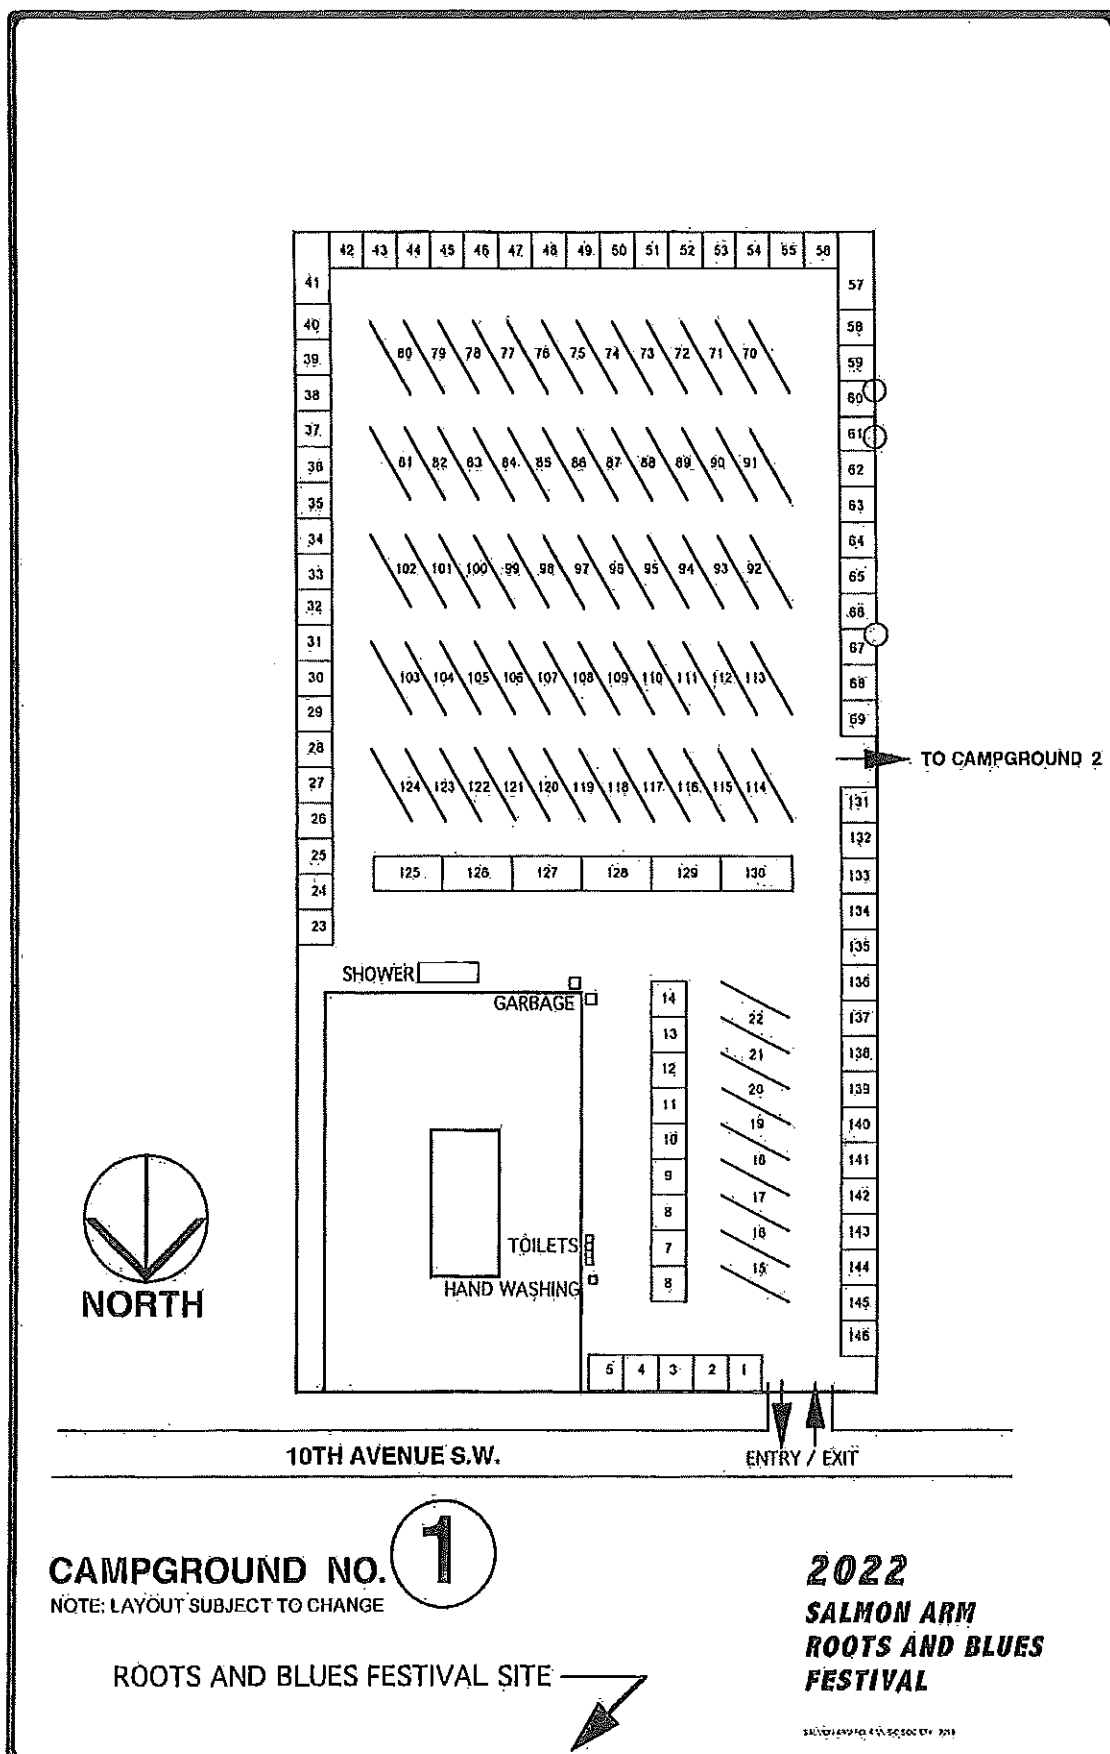 42 43 44 45 46 47 48 49 50 51 52 53 54 55 56
41 57
40 58
39 80 79 78 77 76 75 74 73 72 71 70 59
38 60
37 61
36 81 82 83 84 85 86 87 88 89 90 91 62
35 63
34 64
33 102 101 100 99 98 97 96 95 94 93 92 65
32 66
31 67
30 103 104 105 106 107 108 109 110 111 112 113 68
29 69
28 TO CAMPGROUND 2
27 124 123 122 121 120 119 118 117 116 115 114 131
26 132
25 125 126 127 128 129 130 133
24 134
23 135
SHOWER 136
GARBAGE 14 22 137
13 21 138
12 20 139
11 19 140
10 18 141
9 17 142
8 16 143
TOILETS 7 15 144
HAND WASHING 8 145
146
5 4 3 2 1
NORTH
10TH AVENUE S.W. ENTRY / EXIT
CAMPGROUND NO. 1
NOTE: LAYOUT SUBJECT TO CHANGE
2022
SALMON ARM
ROOTS AND BLUES
FESTIVAL
ROOTS AND BLUES FESTIVAL SITE